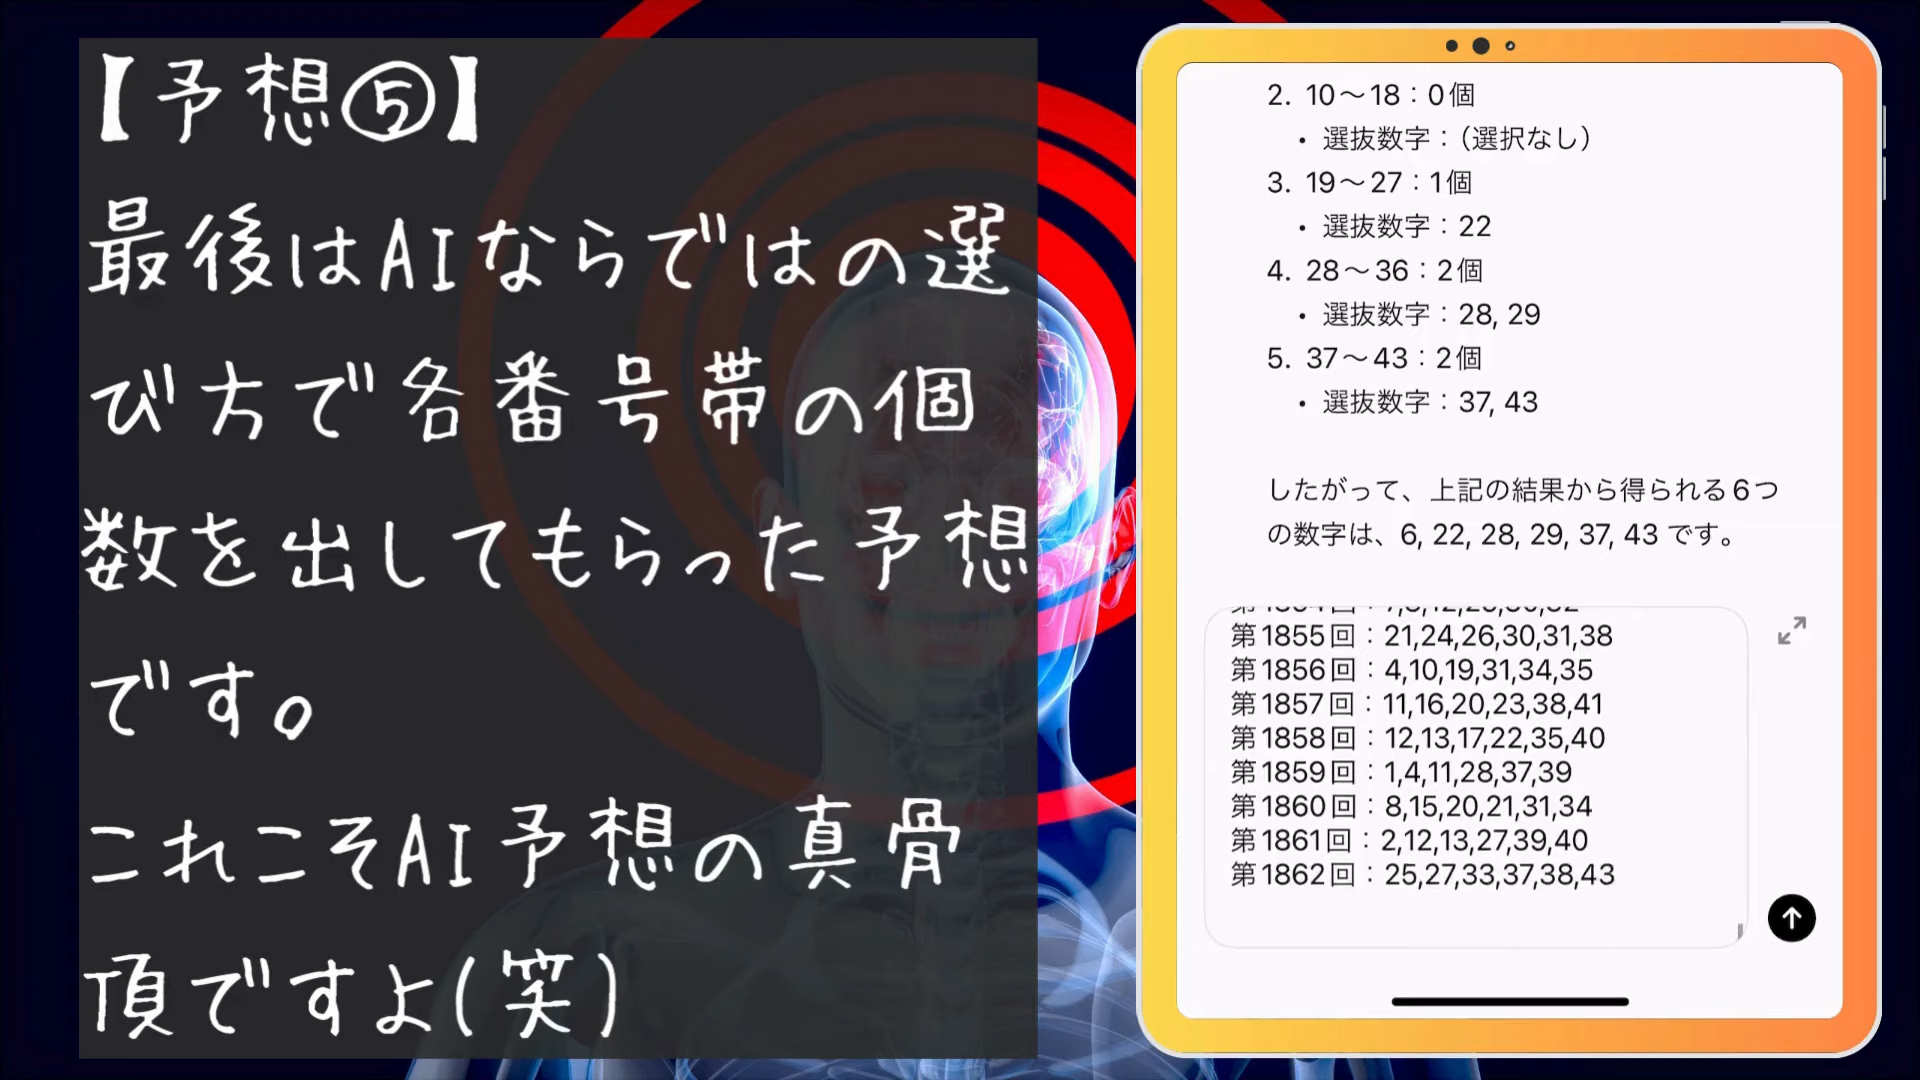 【予想⑤】
最後はAIならではの選
び方で各番号帯の個
数を出してもらった予想
です。
これこそAI予想の真骨
頂ですよ(笑)
2. 10〜18：0個
• 選抜数字：（選択なし）
3. 19〜27：1個
• 選抜数字：22
4. 28〜36：2個
• 選抜数字：28, 29
5. 37〜43：2個
• 選抜数字：37, 43
したがって、上記の結果から得られる6つ
の数字は、6, 22, 28, 29, 37, 43 です。
第1855回：21,24,26,30,31,38
第1856回：4,10,19,31,34,35
第1857回：11,16,20,23,38,41
第1858回：12,13,17,22,35,40
第1859回：1,4,11,28,37,39
第1860回：8,15,20,21,31,34
第1861回：2,12,13,27,39,40
第1862回：25,27,33,37,38,43